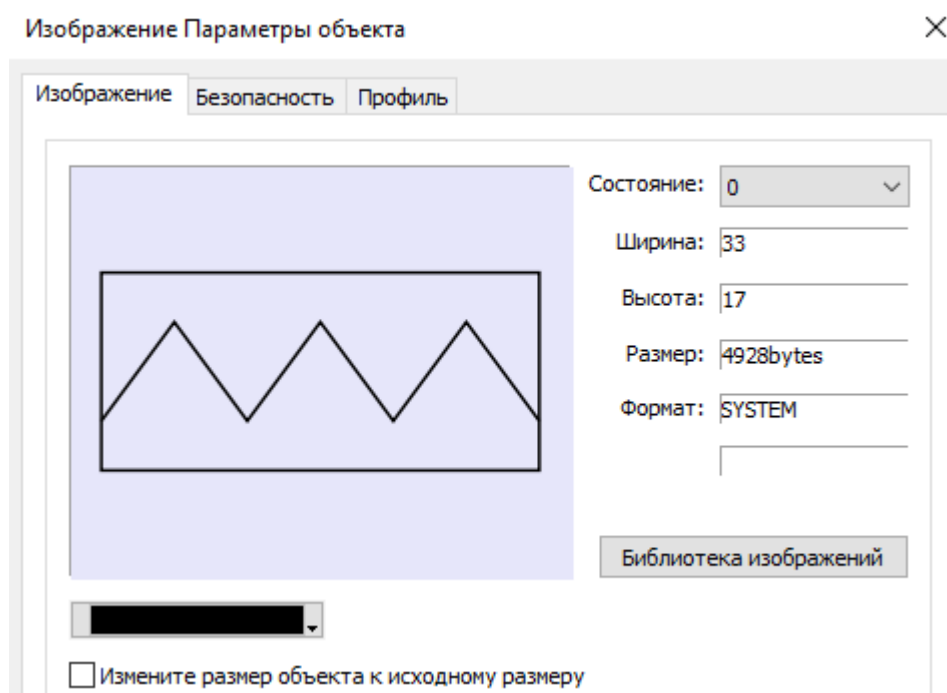 Изображение Параметры объекта
Изображение Безопасность Профиль
Состояние: 0
Ширина: 33
Высота: 17
Размер: 4928bytes
Формат: SYSTEM
Библиотека изображений
Измените размер объекта к исходному размеру